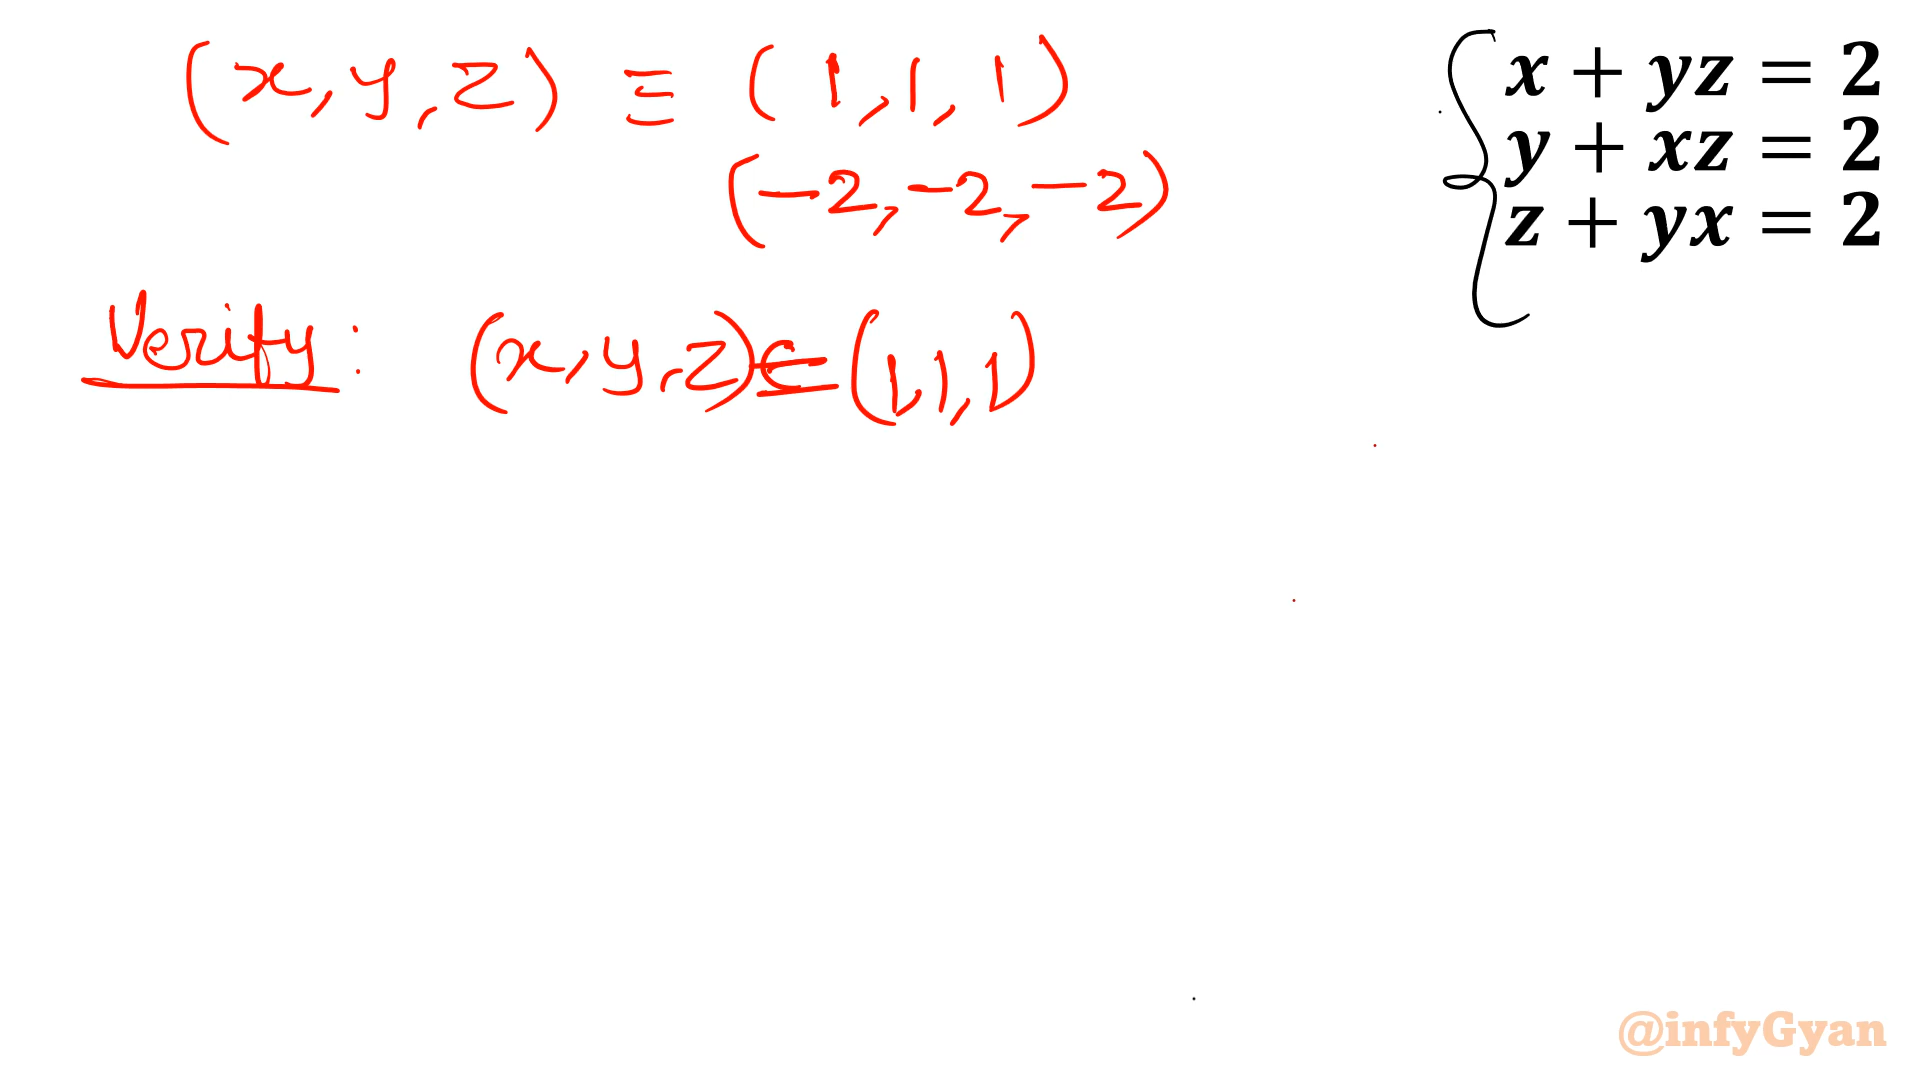 (x, y, z) ≡ (1, 1, 1)
(-2, -2, -2)
x + yz = 2
y + xz = 2
z + yx = 2
Verify : (x, y, z) = (1, 1, 1)
@infyGyan